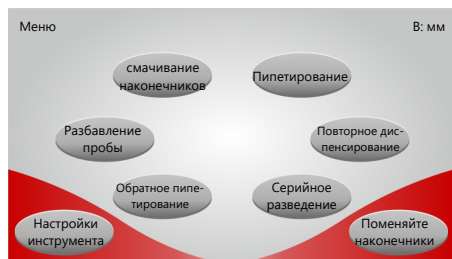 Меню
В: мм
смачивание
наконечников
Пипетирование
Разбавление
пробы
Повторное дис-
пенсирование
Обратное пипе-
тирование
Серийное
разведение
Настройки
инструмента
Поменяйте
наконечники